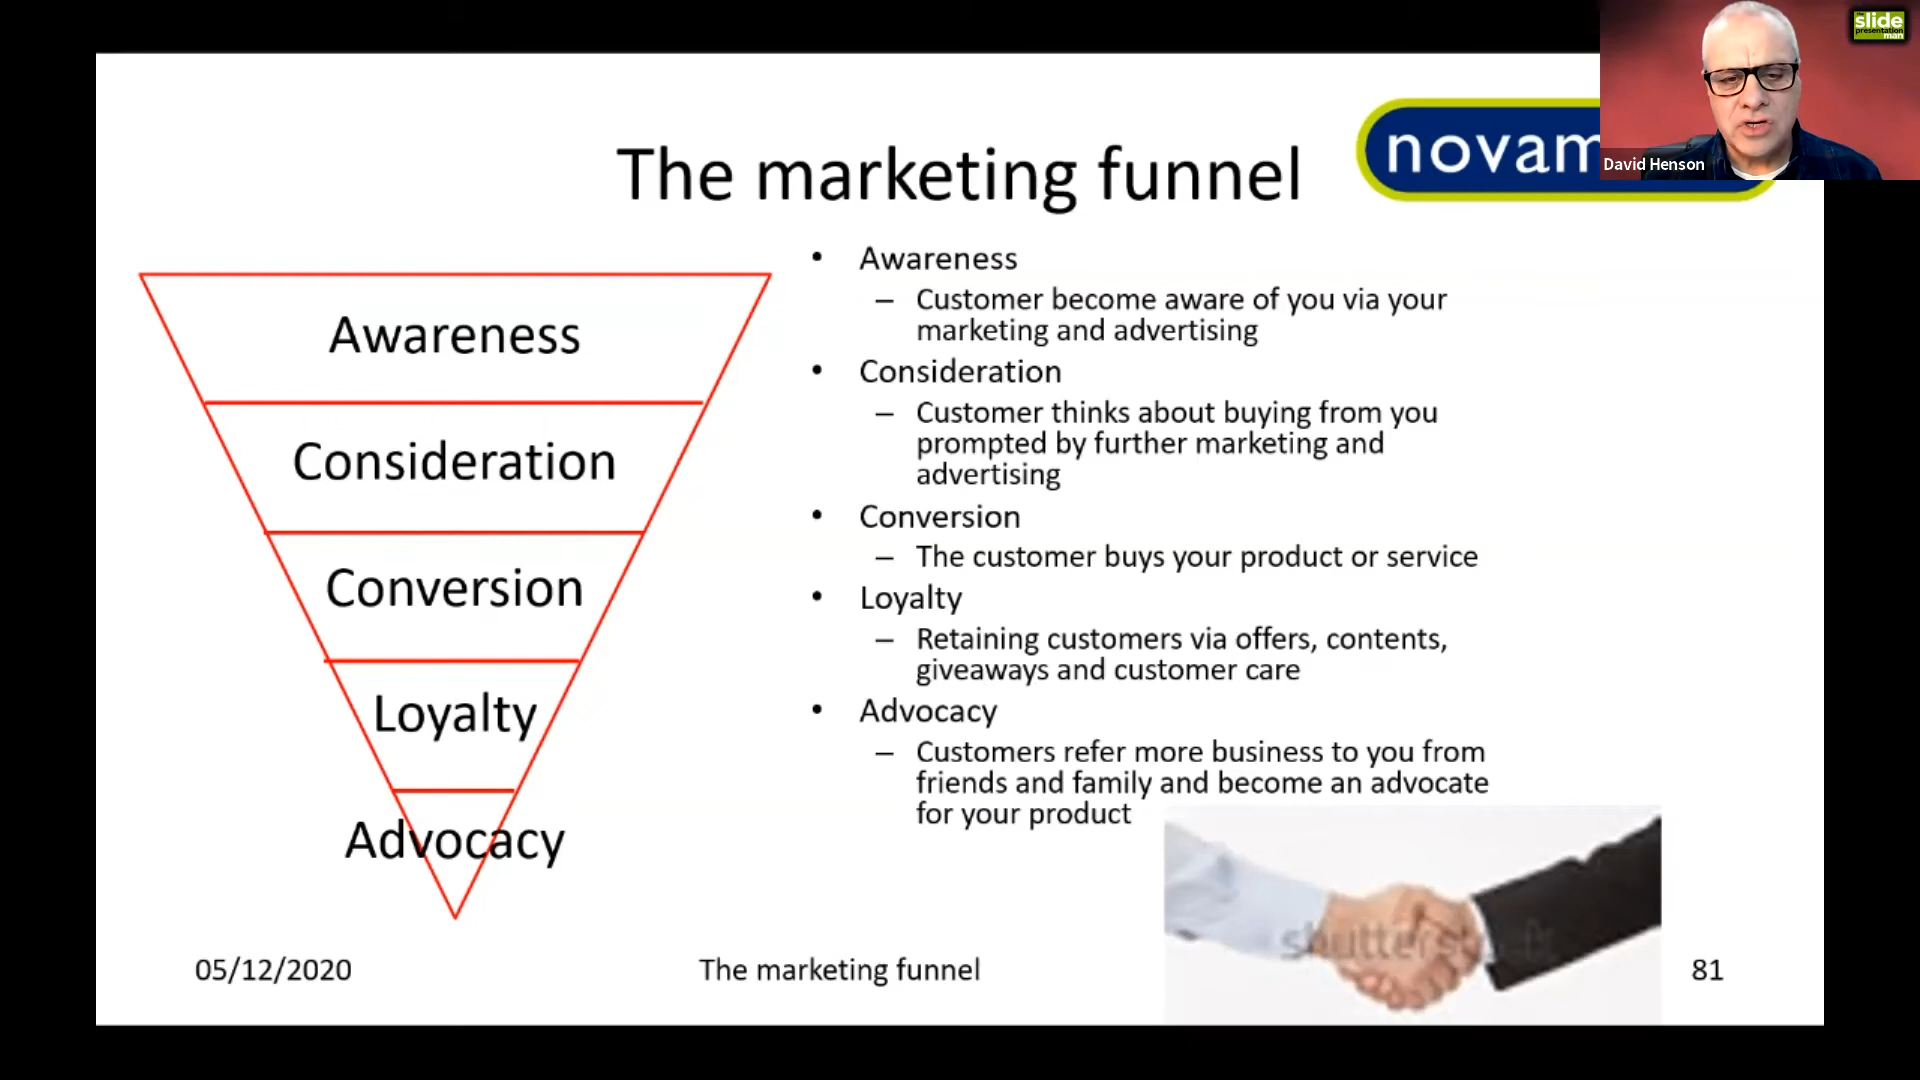 slide
presentation
man
David Henson
novam
The marketing funnel
Awareness
Consideration
Conversion
Loyalty
Advocacy
• Awareness
– Customer become aware of you via your
marketing and advertising
• Consideration
– Customer thinks about buying from you
prompted by further marketing and
advertising
• Conversion
– The customer buys your product or service
• Loyalty
– Retaining customers via offers, contents,
giveaways and customer care
• Advocacy
– Customers refer more business to you from
friends and family and become an advocate
for your product
shutterstock
05/12/2020
The marketing funnel
81